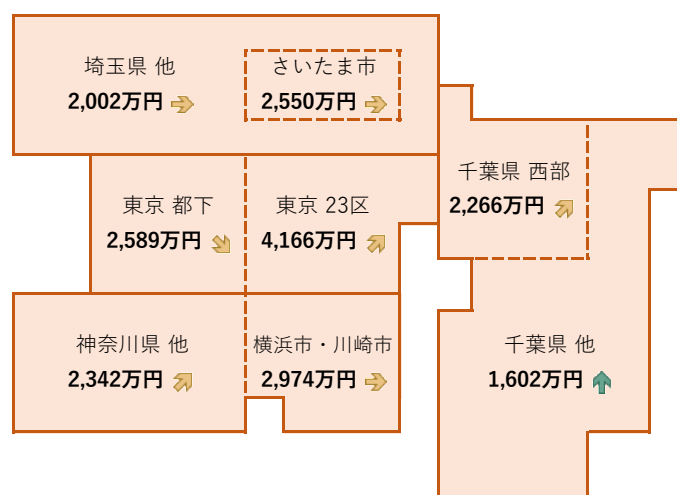 埼玉県 他
2,002万円
さいたま市
2,550万円
千葉県 西部
2,266万円
東京 都下
2,589万円
東京 23区
4,166万円
神奈川県 他
2,342万円
横浜市・川崎市
2,974万円
千葉県 他
1,602万円